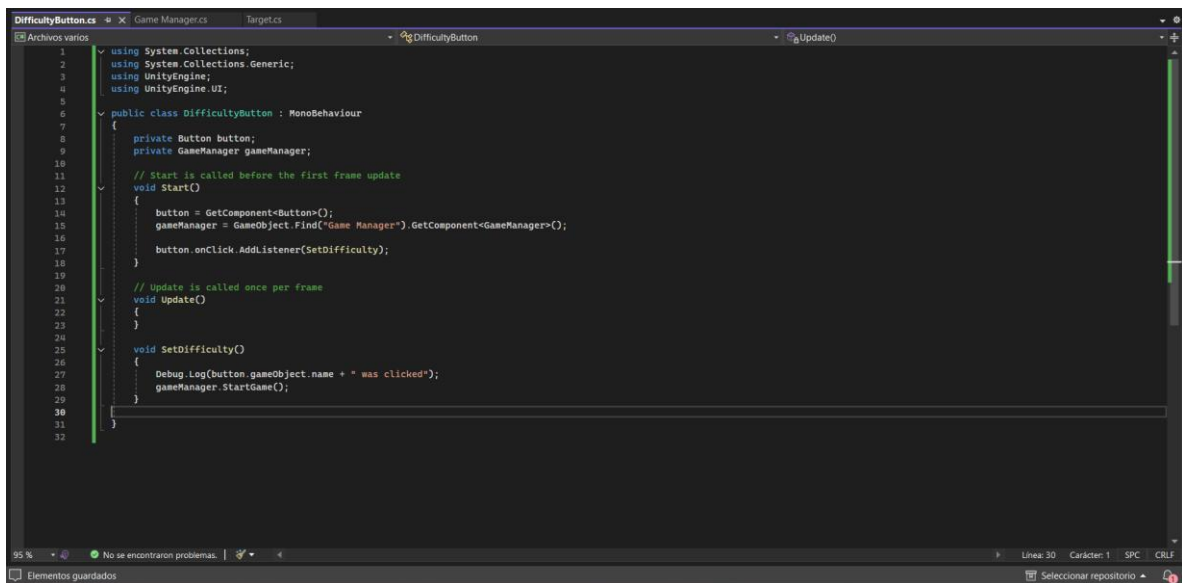 DifficultyButton.cs Game Manager.cs Target.cs
Archivos varios DifficultyButton Update()
1 using System.Collections;
2 using System.Collections.Generic;
3 using UnityEngine;
4 using UnityEngine.UI;
5
6 public class DifficultyButton : MonoBehaviour
7 {
8 private Button button;
9 private GameManager gameManager;
10
11 // Start is called before the first frame update
12 void Start()
13 {
14 button = GetComponent<Button>();
15 gameManager = GameObject.Find("Game Manager").GetComponent<GameManager>();
16
17 button.onClick.AddListener(SetDifficulty);
18 }
19
20 // Update is called once per frame
21 void Update()
22 {
23 }
24
25 void SetDifficulty()
26 {
27 Debug.Log(button.gameObject.name + " was clicked");
28 gameManager.StartGame();
29 }
30
31 }
32
95 % No se encontraron problemas. Línea: 30 Carácter: 1 SPC CRLF
Elementos guardados Seleccionar repositorio